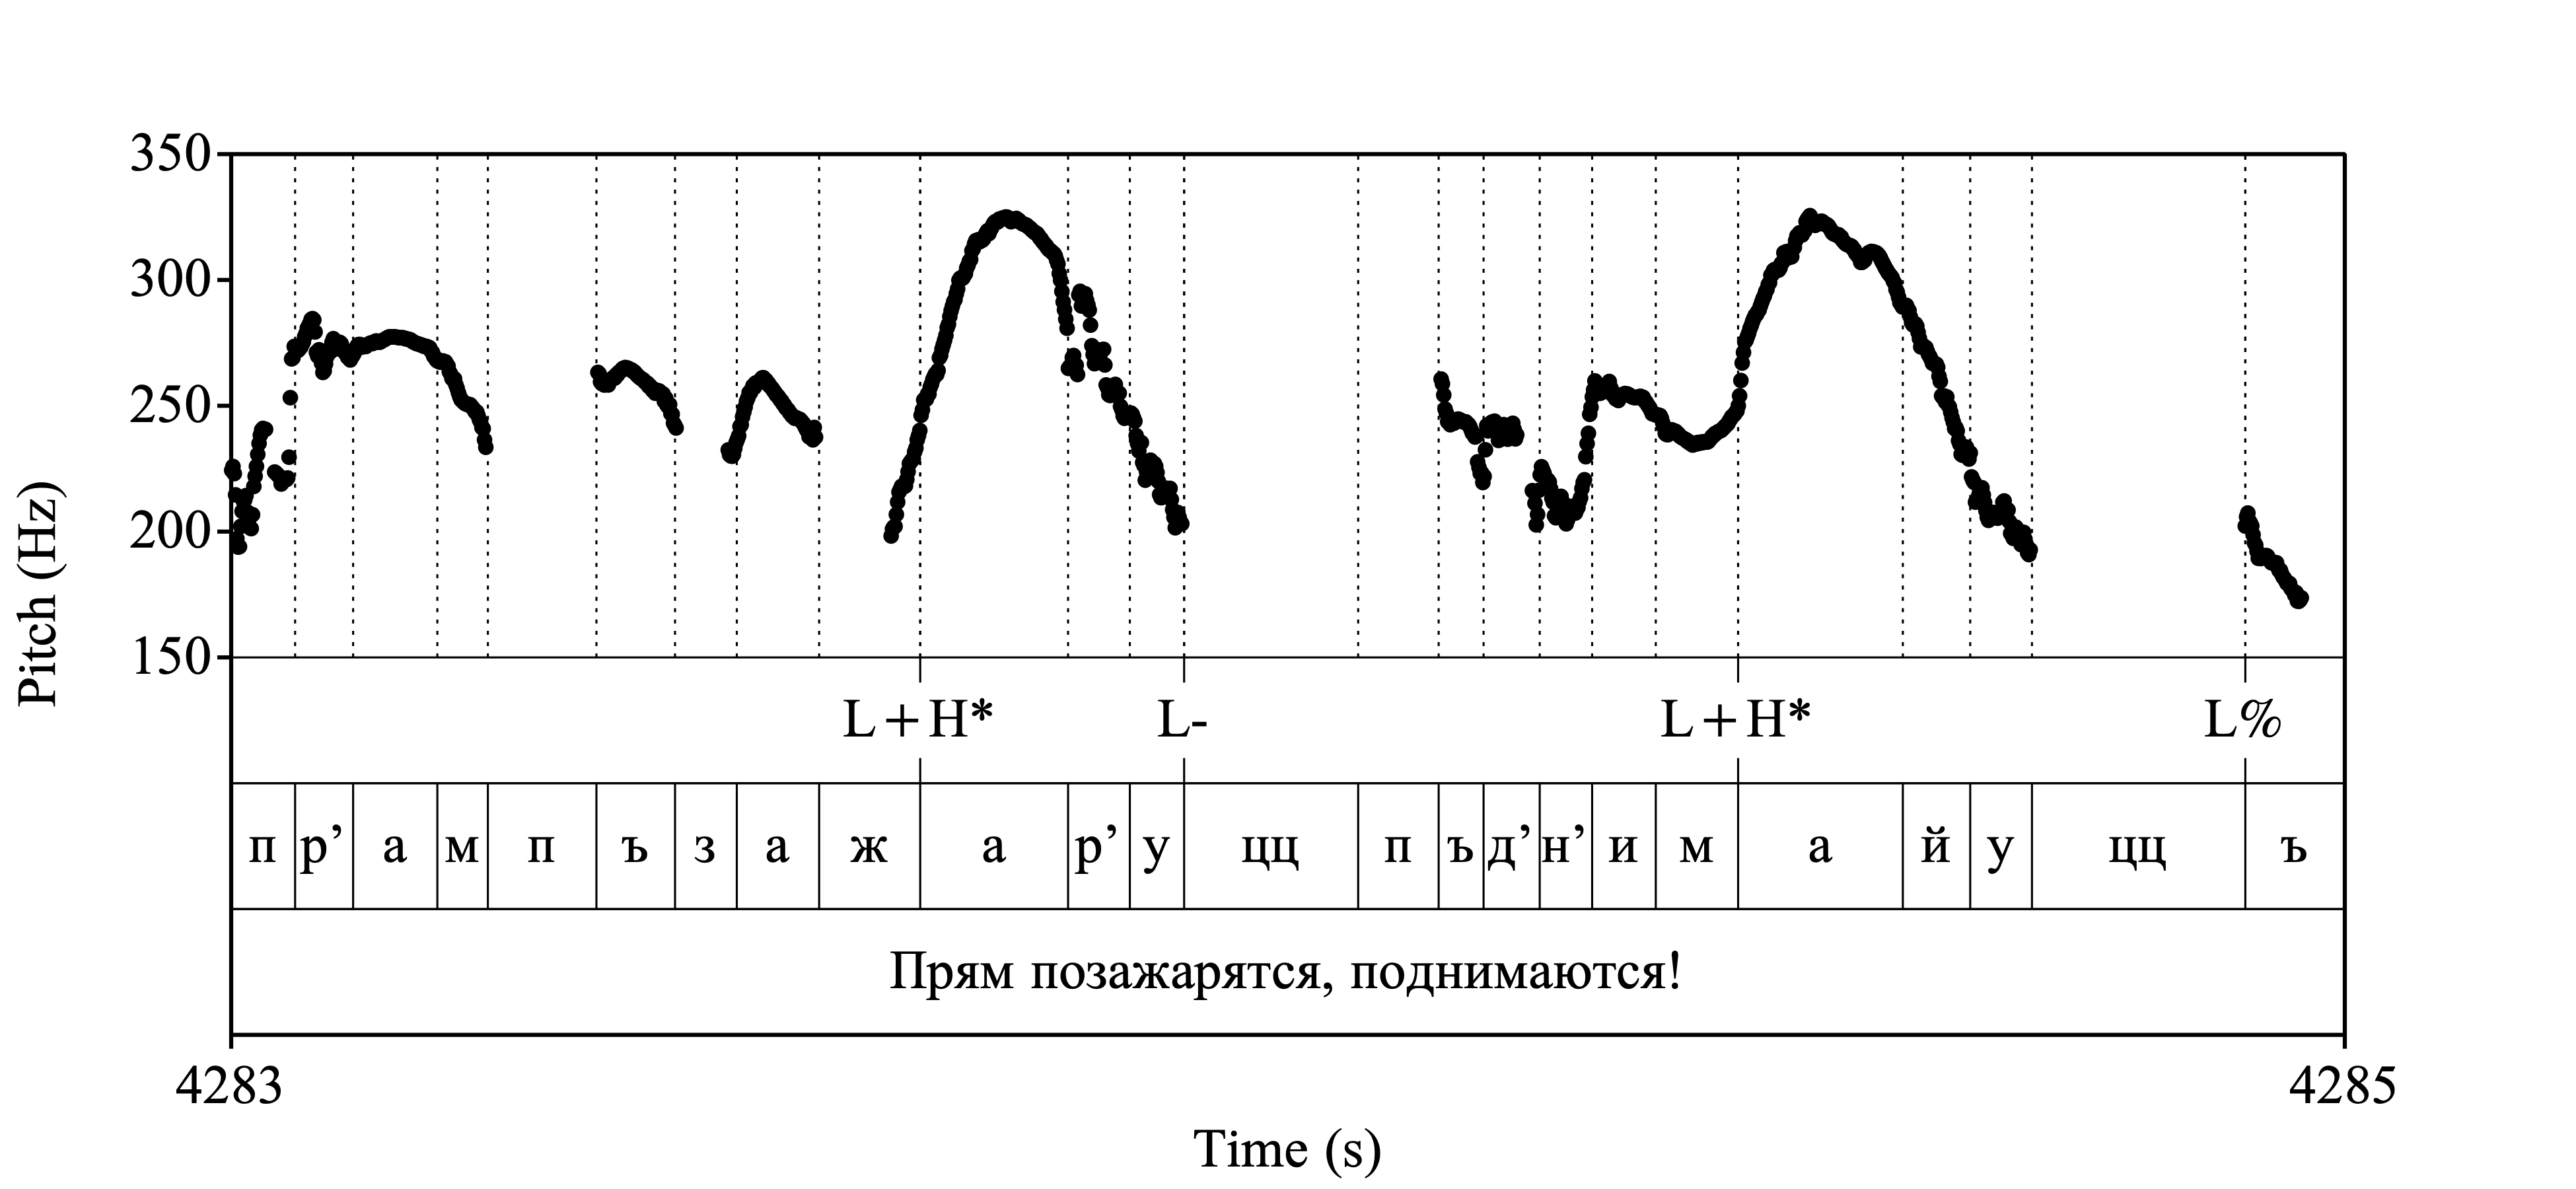 350
300
250
200
150
Pitch (Hz)
L+H* L- L+H* L%
п р’ а м п ъ з а ж а р’ у цц п ъ д’ н’ и м а й у цц ъ
Прям позажарятся, поднимаются!
4283 4285
Time (s)